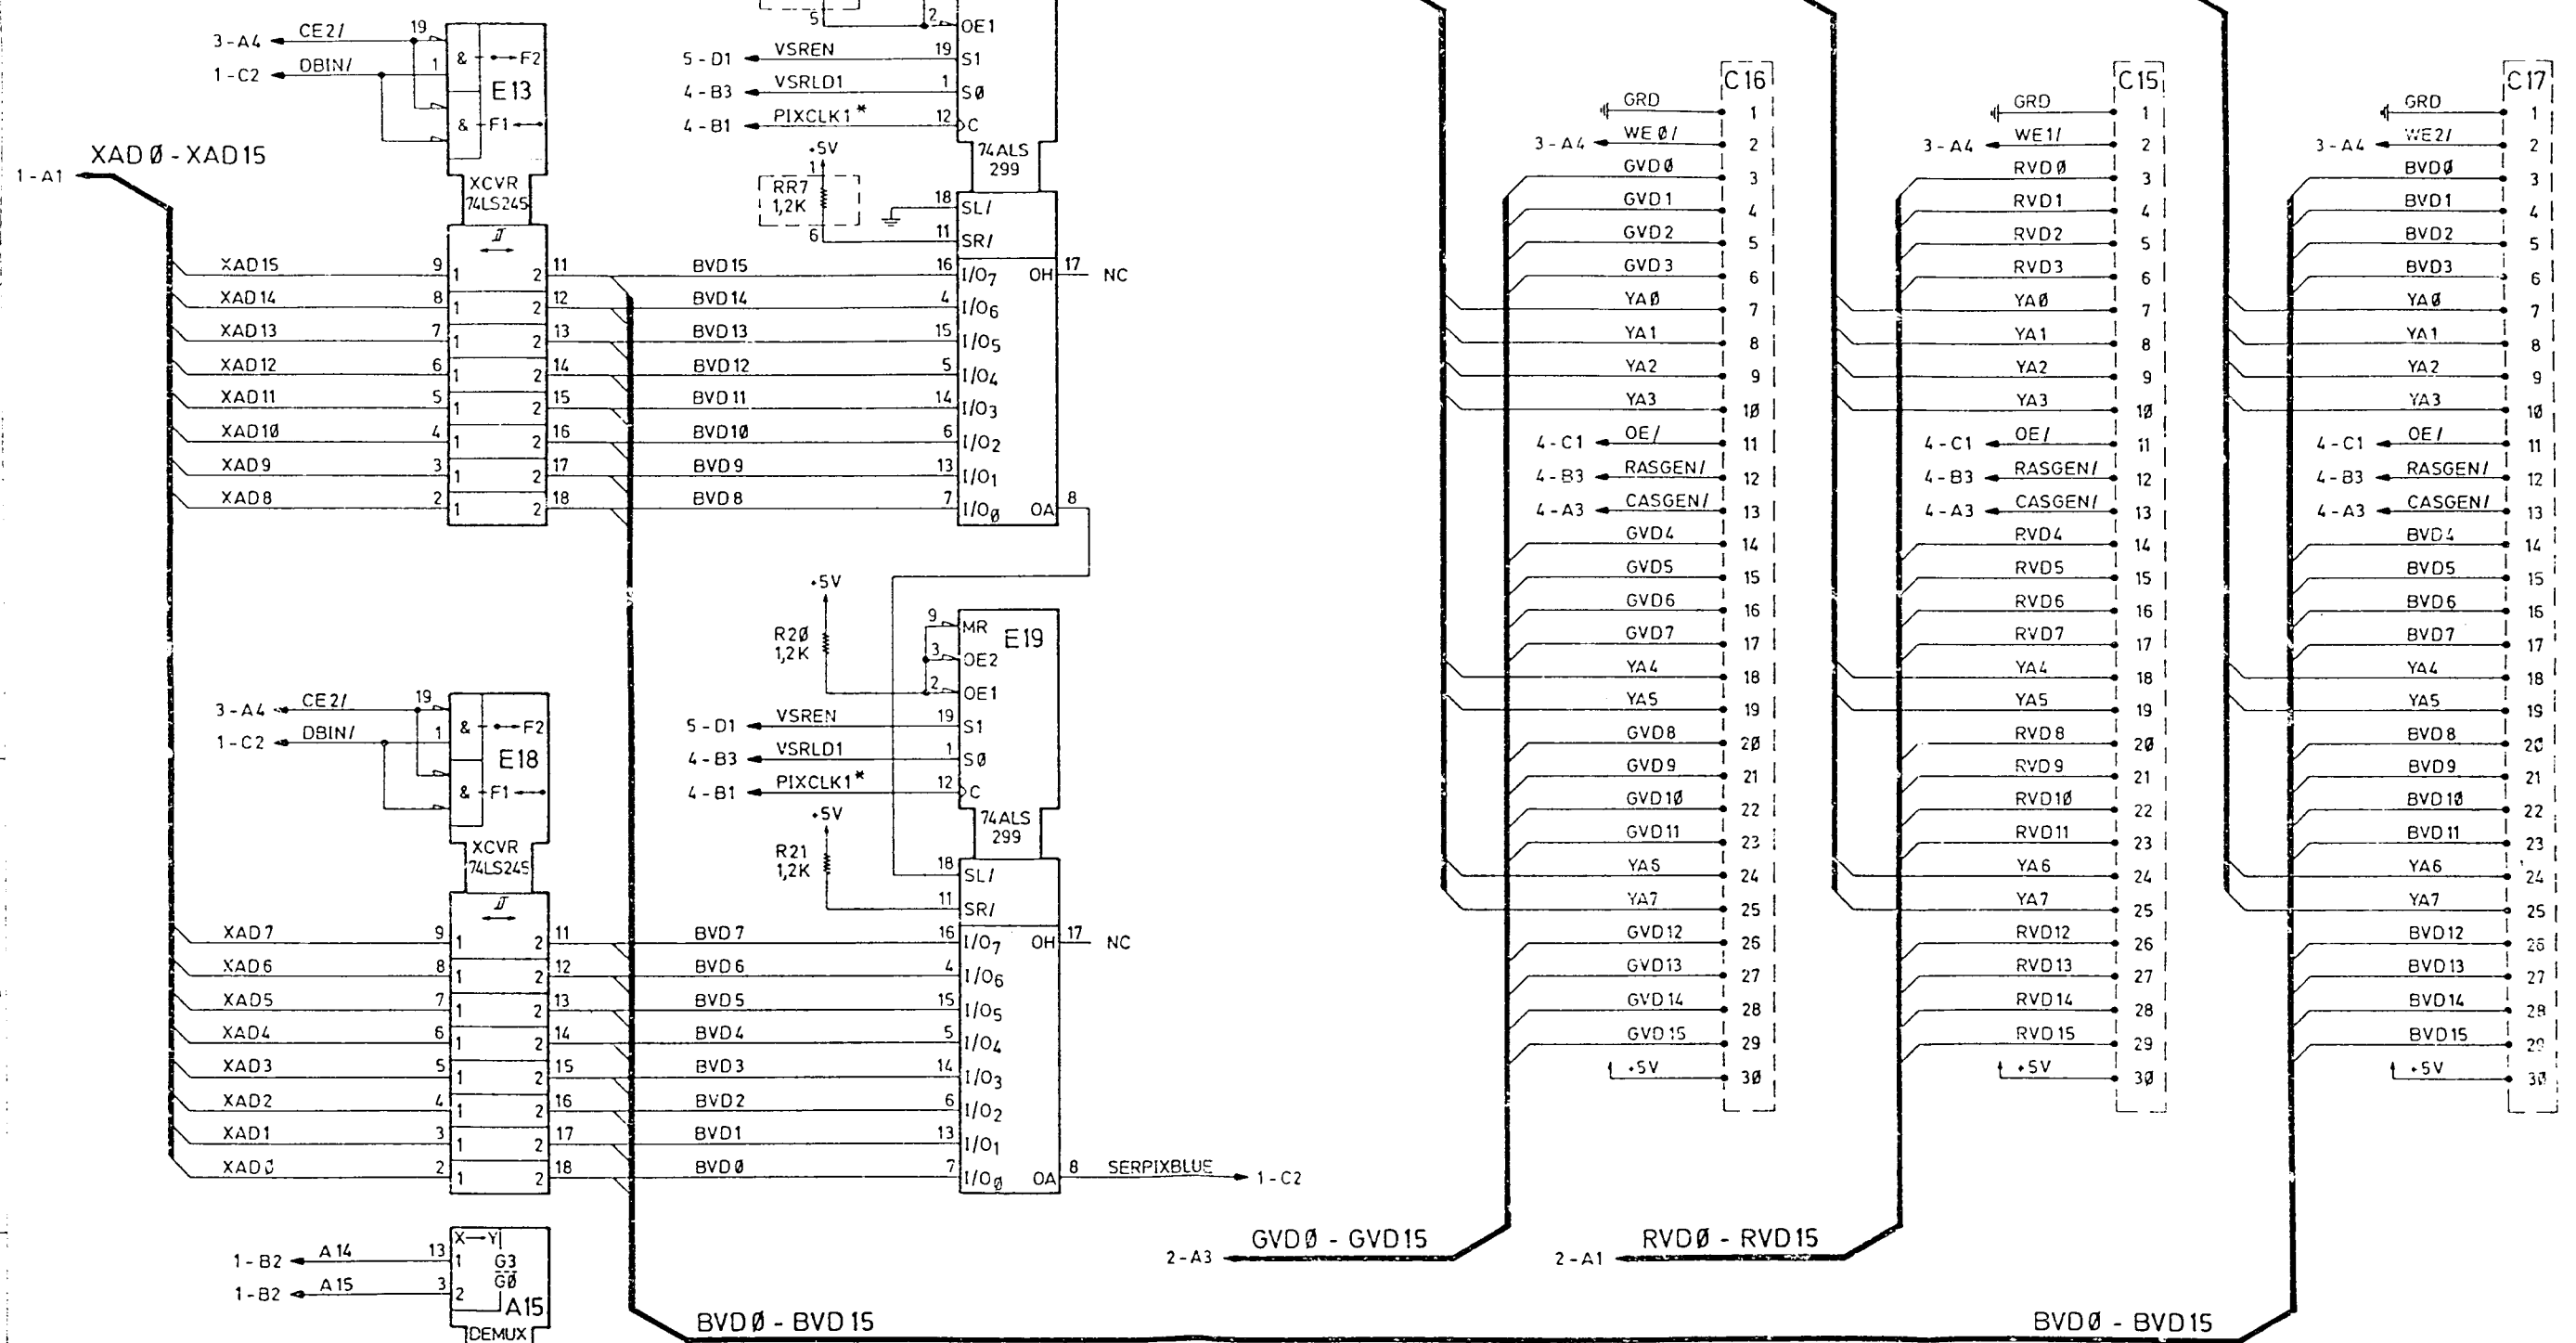 5
2 OE1
3-A4 CE2/ 19
1-C2 DBIN/ 1
& F2
E13
& F1
XCVR
74LS245
5-D1 VSREN 19 S1
4-B3 VSRLD1 1 SØ
4-B1 PIXCLK1* 12 C
74ALS
299
+5V
1
RR7
1,2K
6
18 SL/
11 SR/
XADØ - XAD15
1-A1
XAD15 9 1 2 11 BVD15 16 I/O7 OH 17 NC
XAD14 8 1 2 12 BVD14 4 I/O6
XAD13 7 1 2 13 BVD13 15 I/O5
XAD12 6 1 2 14 BVD12 5 I/O4
XAD11 5 1 2 15 BVD11 14 I/O3
XAD1Ø 4 1 2 16 BVD1Ø 6 I/O2
XAD9 3 1 2 17 BVD9 13 I/O1
XAD8 2 1 2 18 BVD8 7 I/OØ OA 8
+5V
R2Ø
1,2K
9 MR E19
3 OE2
2 OE1
3-A4 CE2/ 19
1-C2 DBIN/ 1
& F2
E18
& F1
XCVR
74LS245
5-D1 VSREN 19 S1
4-B3 VSRLD1 1 SØ
4-B1 PIXCLK1* 12 C
74ALS
299
+5V
R21
1,2K
18 SL/
11 SR/
XAD7 9 1 2 11 BVD7 16 I/O7 OH 17 NC
XAD6 8 1 2 12 BVD6 4 I/O6
XAD5 7 1 2 13 BVD5 15 I/O5
XAD4 6 1 2 14 BVD4 5 I/O4
XAD3 5 1 2 15 BVD3 14 I/O3
XAD2 4 1 2 16 BVD2 6 I/O2
XAD1 3 1 2 17 BVD1 13 I/O1
XADØ 2 1 2 18 BVDØ 7 I/OØ OA 8 SERPIXBLUE 1-C2
X→Y
1-B2 A14 13 1 G3
1-B2 A15 3 2 GØ
A15
DEMUX
BVDØ - BVD15
C16
GRD 1
3-A4 WEØ/ 2
GVDØ 3
GVD1 4
GVD2 5
GVD3 6
YAØ 7
YA1 8
YA2 9
YA3 1Ø
4-C1 OE/ 11
4-B3 RASGEN/ 12
4-A3 CASGEN/ 13
GVD4 14
GVD5 15
GVD6 16
GVD7 17
YA4 18
YA5 19
GVD8 2Ø
GVD9 21
GVD1Ø 22
GVD11 23
YA6 24
YA7 25
GVD12 26
GVD13 27
GVD14 28
GVD15 29
+5V 3Ø
GVDØ - GVD15
2-A3
C15
GRD 1
3-A4 WE1/ 2
RVDØ 3
RVD1 4
RVD2 5
RVD3 6
YAØ 7
YA1 8
YA2 9
YA3 1Ø
4-C1 OE/ 11
4-B3 RASGEN/ 12
4-A3 CASGEN/ 13
RVD4 14
RVD5 15
RVD6 16
RVD7 17
YA4 18
YA5 19
RVD8 2Ø
RVD9 21
RVD1Ø 22
RVD11 23
YA6 24
YA7 25
RVD12 26
RVD13 27
RVD14 28
RVD15 29
+5V 3Ø
RVDØ - RVD15
2-A1
C17
GRD 1
3-A4 WE2/ 2
BVDØ 3
BVD1 4
BVD2 5
BVD3 6
YAØ 7
YA1 8
YA2 9
YA3 1Ø
4-C1 OE/ 11
4-B3 RASGEN/ 12
4-A3 CASGEN/ 13
BVD4 14
BVD5 15
BVD6 16
BVD7 17
YA4 18
YA5 19
BVD8 2Ø
BVD9 21
BVD1Ø 22
BVD11 23
YA6 24
YA7 25
BVD12 26
BVD13 27
BVD14 28
BVD15 29
+5V 3Ø
BVDØ - BVD15